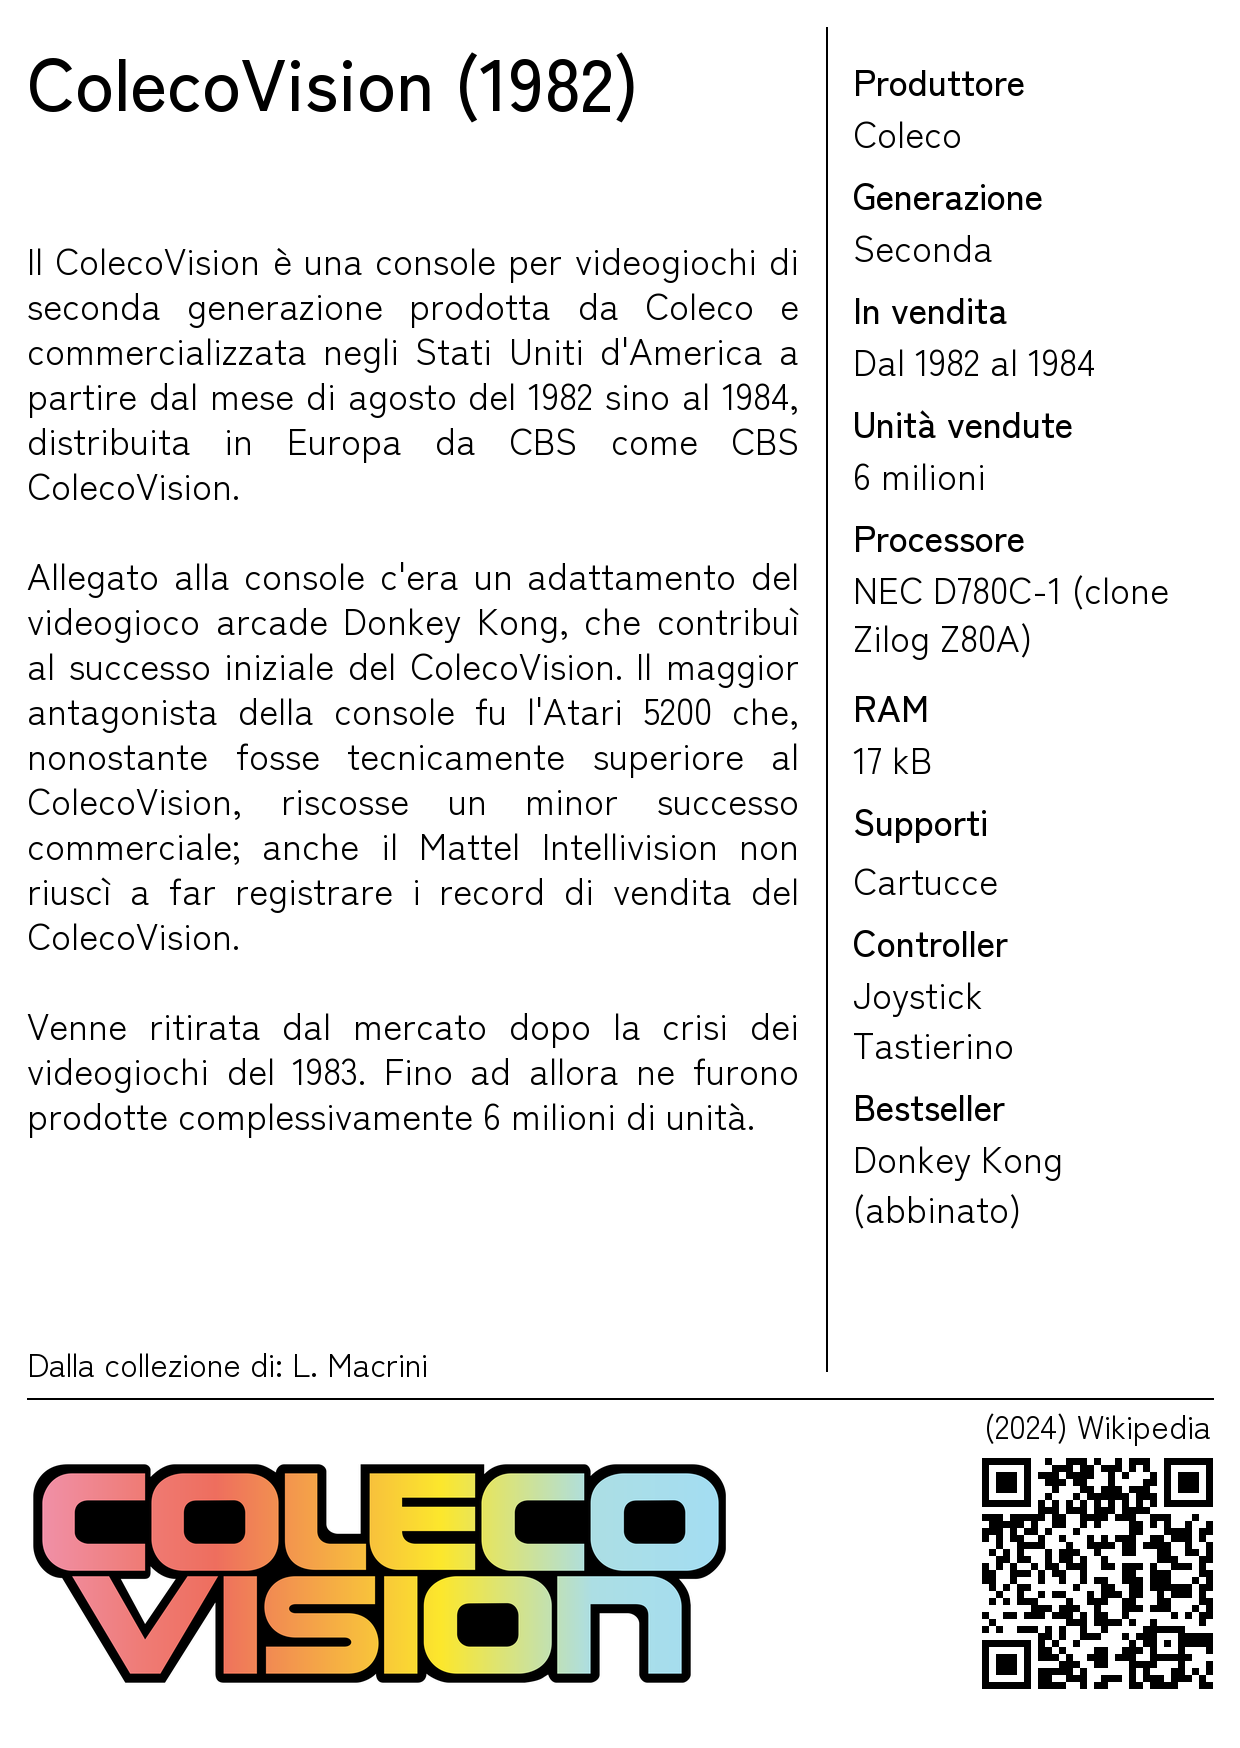 ColecoVision (1982)
Il ColecoVision è una console per videogiochi di
seconda generazione prodotta da Coleco e
commercializzata negli Stati Uniti d'America a
partire dal mese di agosto del 1982 sino al 1984,
distribuita in Europa da CBS come CBS
ColecoVision.
Allegato alla console c'era un adattamento del
videogioco arcade Donkey Kong, che contribuì
al successo iniziale del ColecoVision. Il maggior
antagonista della console fu l'Atari 5200 che,
nonostante fosse tecnicamente superiore al
ColecoVision, riscosse un minor successo
commerciale; anche il Mattel Intellivision non
riuscì a far registrare i record di vendita del
ColecoVision.
Venne ritirata dal mercato dopo la crisi dei
videogiochi del 1983. Fino ad allora ne furono
prodotte complessivamente 6 milioni di unità.
Dalla collezione di: L. Macrini
Produttore
Coleco
Generazione
Seconda
In vendita
Dal 1982 al 1984
Unità vendute
6 milioni
Processore
NEC D780C-1 (clone
Zilog Z80A)
RAM
17 kB
Supporti
Cartucce
Controller
Joystick
Tastierino
Bestseller
Donkey Kong
(abbinato)
(2024) Wikipedia
COLECO
VISION